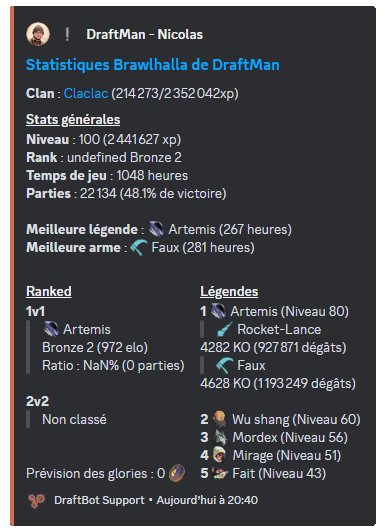 DraftMan - Nicolas
Statistiques Brawlhalla de DraftMan
Clan : Claclac (214 273/2 352 042xp)
Stats générales
Niveau : 100 (2 441 627 xp)
Rank : undefined Bronze 2
Temps de jeu : 1048 heures
Parties : 22 134 (48.1% de victoire)
Meilleure légende : Artemis (267 heures)
Meilleure arme : Faux (281 heures)
Ranked
1v1
Artemis
Bronze 2 (972 elo)
Ratio : NaN% (0 parties)
2v2
Non classé
Prévision des glories : 0
Légendes
1 Artemis (Niveau 80)
Rocket-Lance
4282 KO (927 871 dégâts)
Faux
4628 KO (1 193 249 dégâts)
2 Wu shang (Niveau 60)
3 Mordex (Niveau 56)
4 Mirage (Niveau 51)
5 Fait (Niveau 43)
DraftBot Support • Aujourd'hui à 20:40